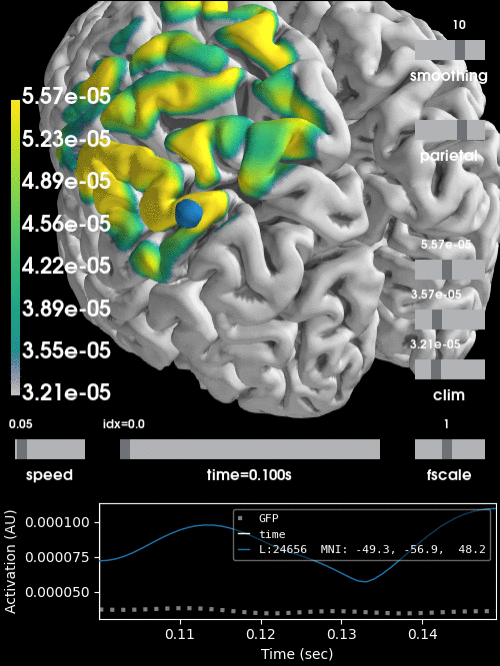 10
smoothing
parietal
5.57e-05
3.57e-05
3.21e-05
clim
5.57e-05
5.23e-05
4.89e-05
4.56e-05
4.22e-05
3.89e-05
3.55e-05
3.21e-05
0.05
speed
idx=0.0
time=0.100s
1
fscale
Activation (AU)
0.000100
0.000075
0.000050
GFP
time
L:24656  MNI: -49.3, -56.9,  48.2
0.11 0.12 0.13 0.14
Time (sec)